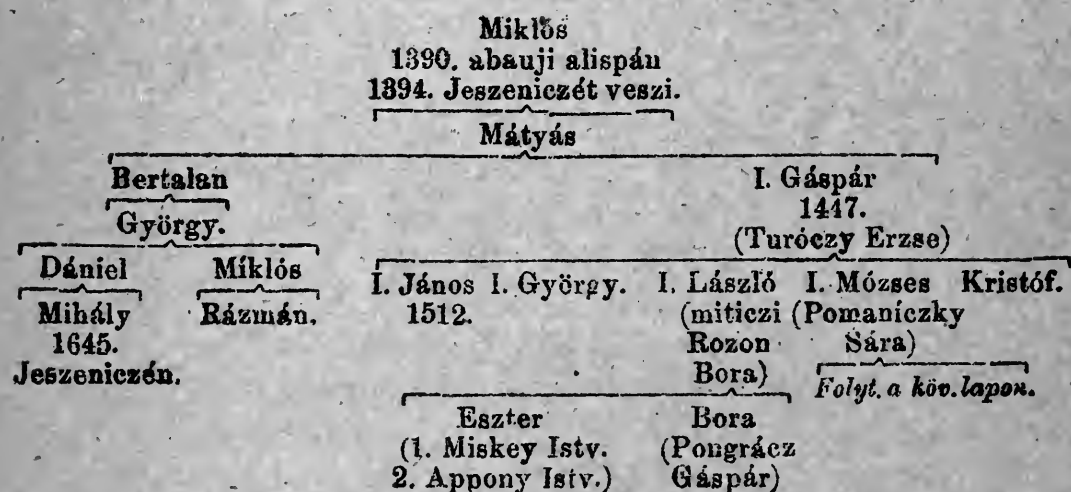 Miklós
1390. abauji alispán
1394. Jeszeniczét veszi.
Mátyás
Bertalan I. Gáspár
György. 1447.
(Turóczy Erzse)
Dániel Miklós I. János I. György. I. László I. Mózses Kristóf.
Mihály Rázmán. 1512. (miticzi (Pomaniczky
1645. Rozon Sára)
Jeszeniczén. Bora) Folyt. a köv. lapon.
Eszter Bora
(1. Miskey Istv. (Pongrácz
2. Appony Istv.) Gáspár)